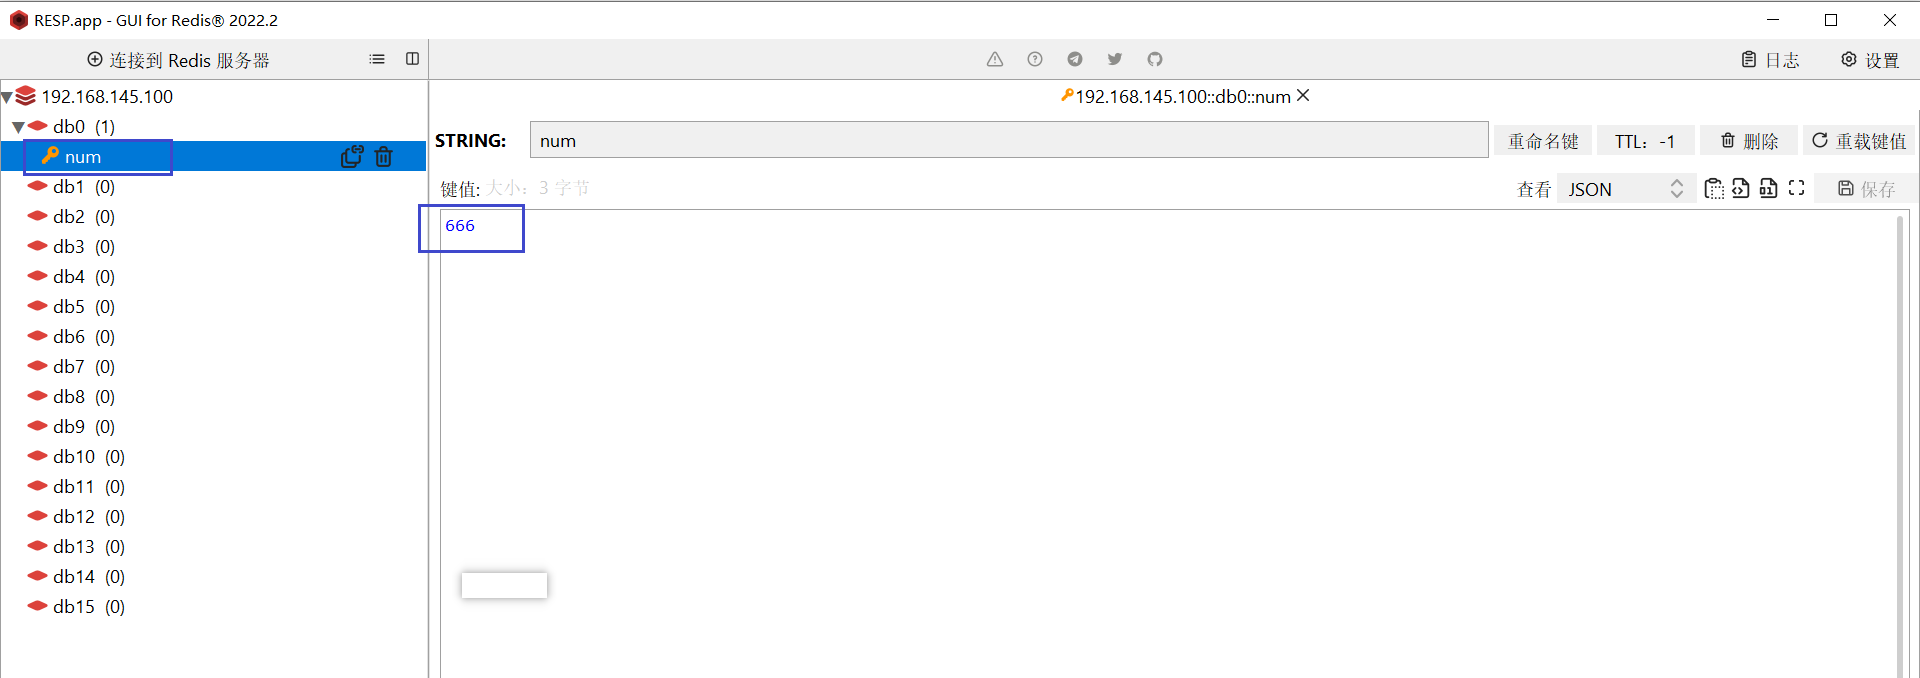 RESP.app - GUI for Redis® 2022.2
连接到 Redis 服务器
日志
设置
192.168.145.100
192.168.145.100::db0::num
db0 (1)
num
db1 (0)
db2 (0)
db3 (0)
db4 (0)
db5 (0)
db6 (0)
db7 (0)
db8 (0)
db9 (0)
db10 (0)
db11 (0)
db12 (0)
db13 (0)
db14 (0)
db15 (0)
STRING: num 重命名键 TTL: -1 删除 重载键值
键值: 大小: 3 字节 查看 JSON 保存
666